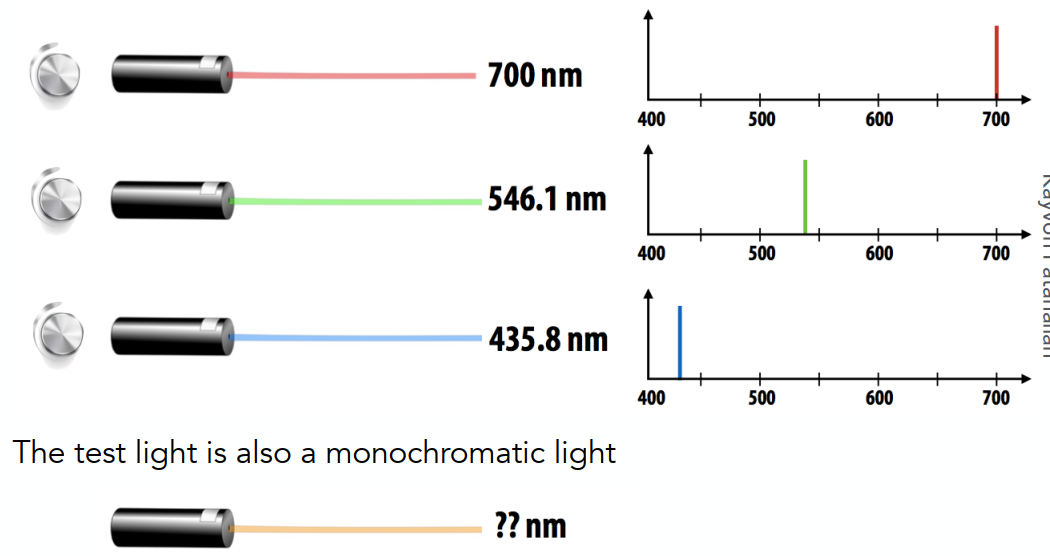 700 nm
400 500 600 700
546.1 nm
400 500 600 700
435.8 nm
400 500 600 700
The test light is also a monochromatic light
?? nm